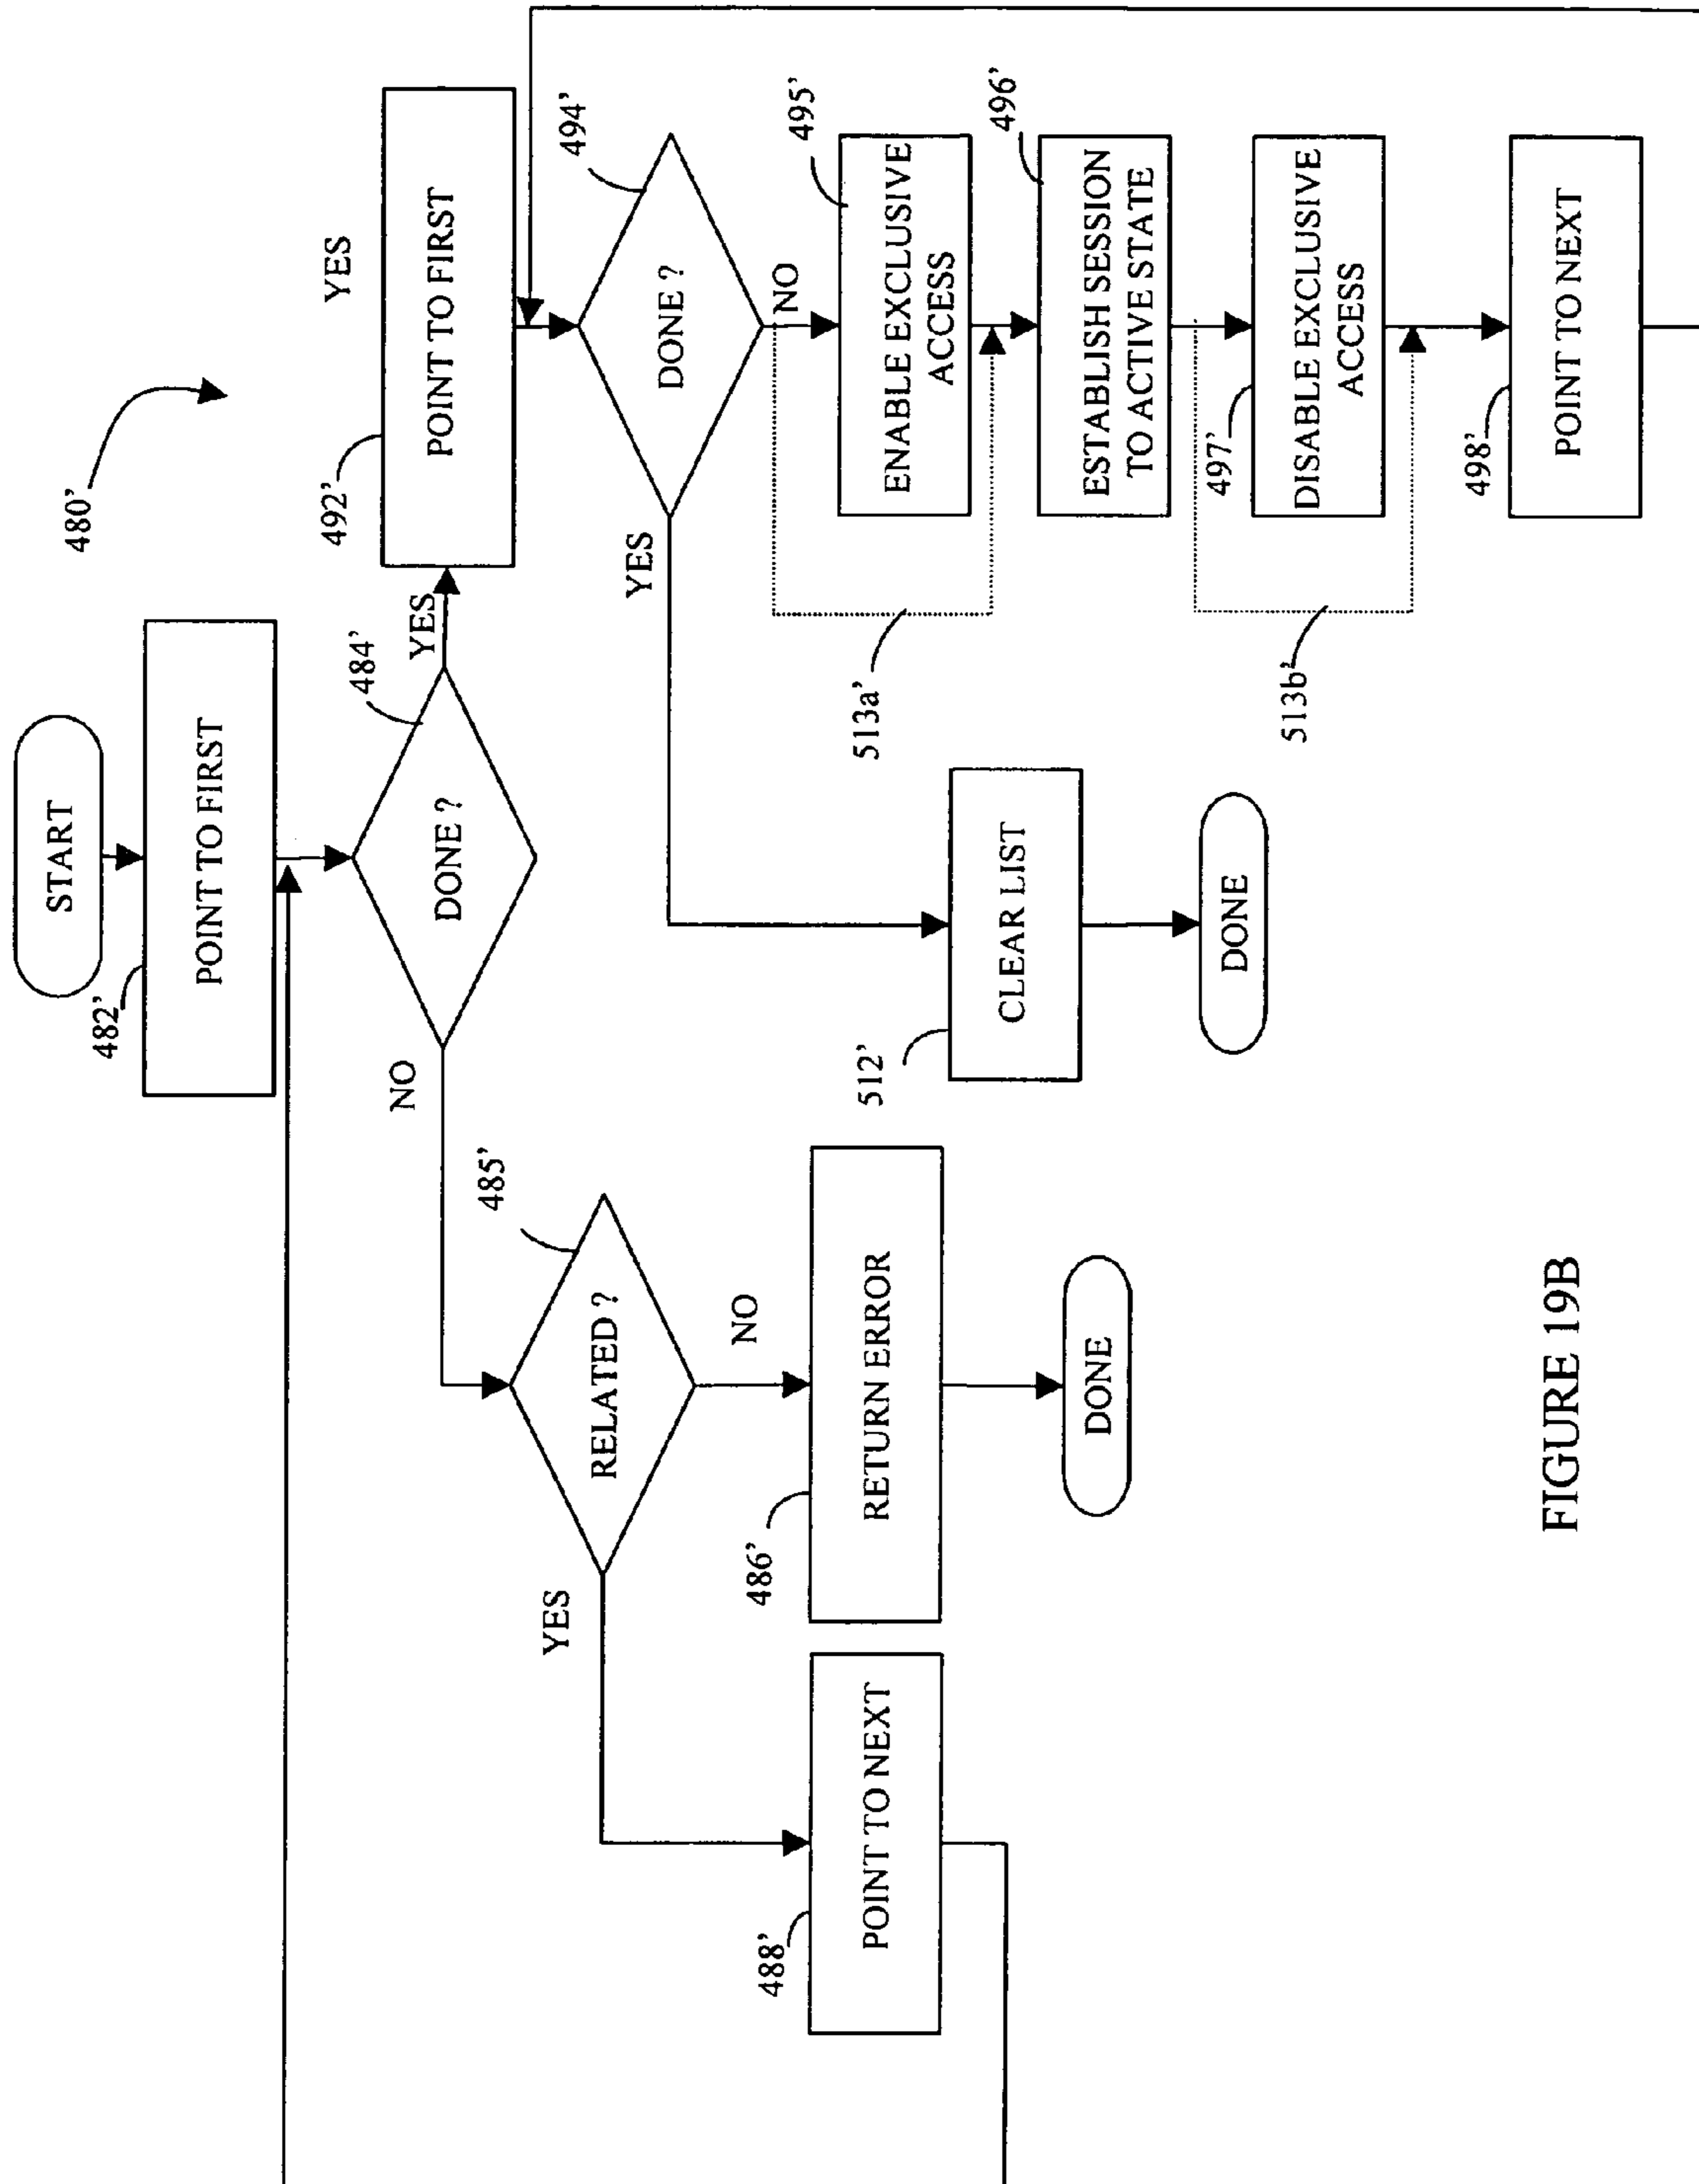 480'
START
482'
POINT TO FIRST
484'
DONE ?
YES
NO
492'
YES
POINT TO FIRST
494'
DONE ?
YES
NO
495'
ENABLE EXCLUSIVE
ACCESS
513a'
496'
ESTABLISH SESSION
TO ACTIVE STATE
497'
DISABLE EXCLUSIVE
ACCESS
513b'
498'
POINT TO NEXT
512'
CLEAR LIST
DONE
485'
RELATED ?
YES
NO
486'
RETURN ERROR
DONE
488'
POINT TO NEXT
FIGURE 19B